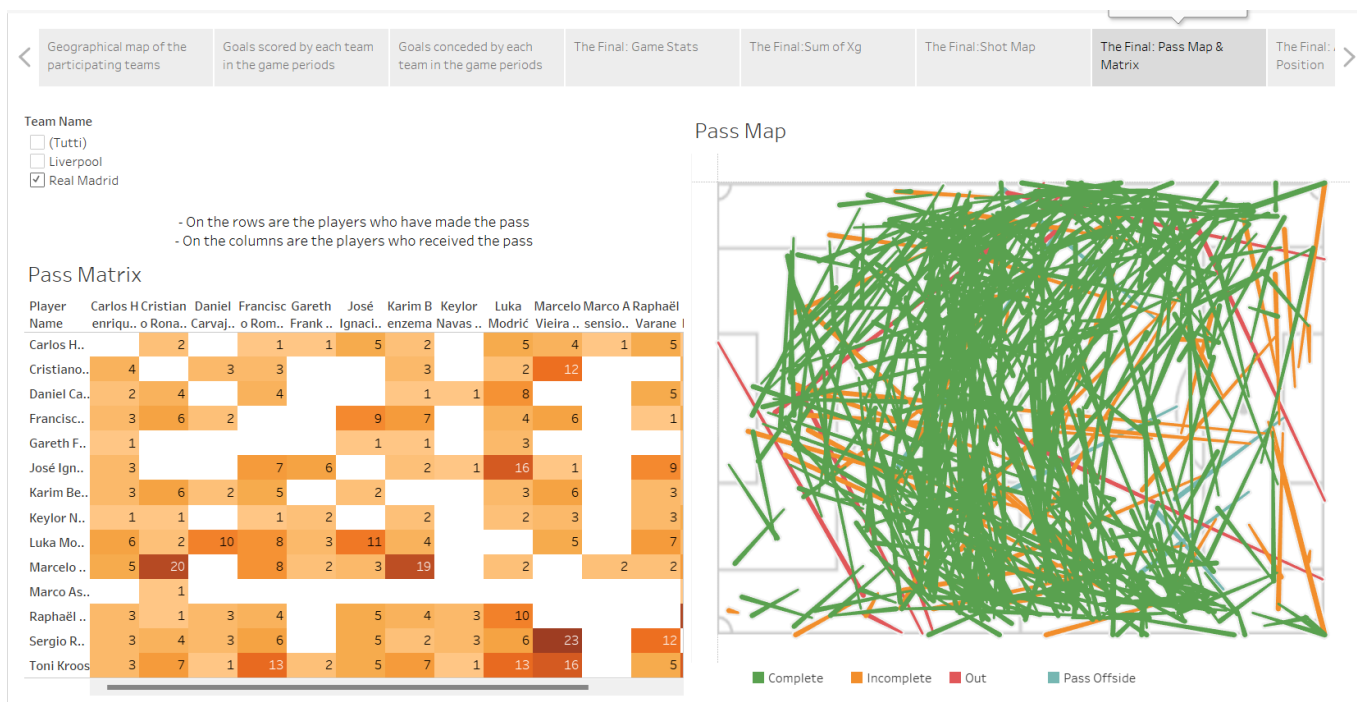 Geographical map of the participating teams
Goals scored by each team in the game periods
Goals conceded by each team in the game periods
The Final: Game Stats
The Final:Sum of Xg
The Final:Shot Map
The Final: Pass Map & Matrix
The Final: Position
Team Name
(Tutti)
Liverpool
Real Madrid
- On the rows are the players who have made the pass
- On the columns are the players who received the pass
Pass Matrix
Player Name Carlos H enriqu.. Cristian o Rona.. Daniel Carvaj.. Francisc o Rom.. Gareth Frank .. José Ignaci.. Karim B enzema Keylor Navas .. Luka Modrić Marcelo Vieira .. Marco A sensio.. Raphaël Varane
Carlos H.. 2 1 1 5 2 5 4 1 5
Cristiano.. 4 3 3 3 2 12
Daniel Ca.. 2 4 4 1 1 8 5
Francisc.. 3 6 2 9 7 4 6 1
Gareth F.. 1 1 1 3
José Ign.. 3 7 6 2 1 16 1 9
Karim Be.. 3 6 2 5 2 3 6 3
Keylor N.. 1 1 1 2 2 2 3 3
Luka Mo.. 6 2 10 8 3 11 4 5 7
Marcelo .. 5 20 8 2 3 19 2 2 2
Marco As.. 1
Raphaël .. 3 1 3 4 5 4 3 10
Sergio R.. 3 4 3 6 5 2 3 6 23 12
Toni Kroos 3 7 1 13 2 5 7 1 13 16 5
Pass Map
Complete
Incomplete
Out
Pass Offside